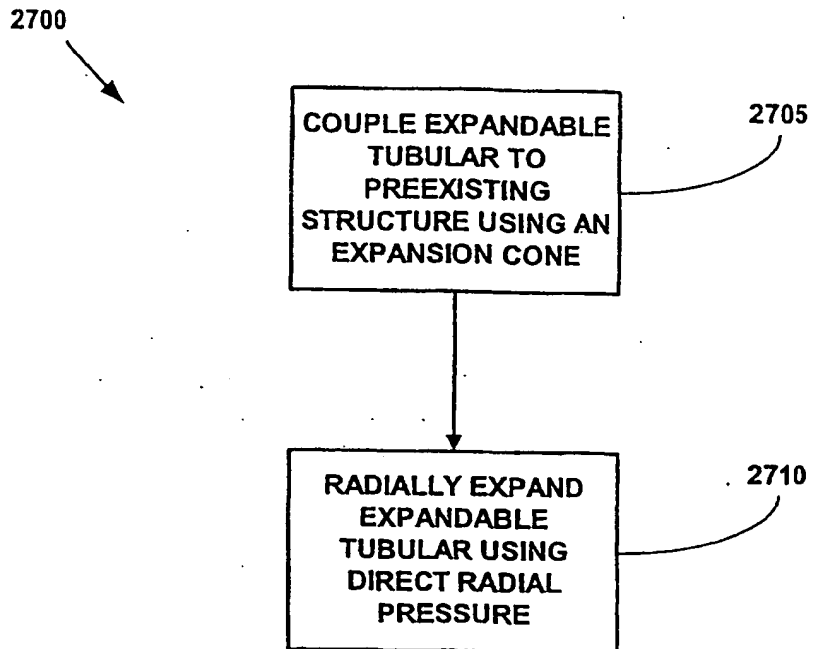 2700
COUPLE EXPANDABLE
TUBULAR TO
PREEXISTING
STRUCTURE USING AN
EXPANSION CONE
2705
RADIALLY EXPAND
EXPANDABLE
TUBULAR USING
DIRECT RADIAL
PRESSURE
2710